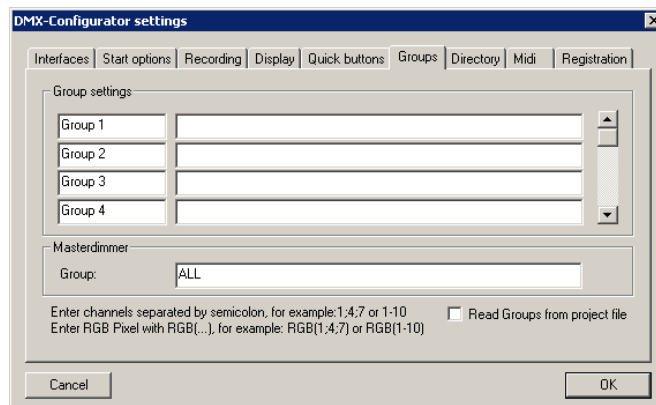 DMX-Configurator settings
Interfaces Start options Recording Display Quick buttons Groups Directory Midi Registration
Group settings
Group 1
Group 2
Group 3
Group 4
Masterdimmer
Group: ALL
Enter channels separated by semicolon, for example:1;4;7 or 1-10
Enter RGB Pixel with RGB(...), for example: RGB(1;4;7) or RGB(1-10)
Read Groups from project file
Cancel OK